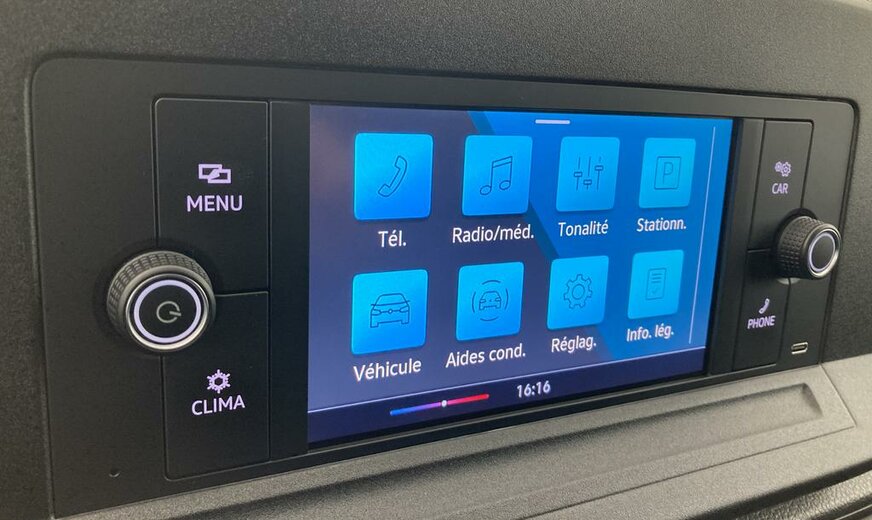 MENU
CLIMA
Tél.
Radio/méd.
Tonalité
P
Stationn.
Véhicule
Aides cond.
Réglag.
Info. lég.
16:16
CAR
PHONE